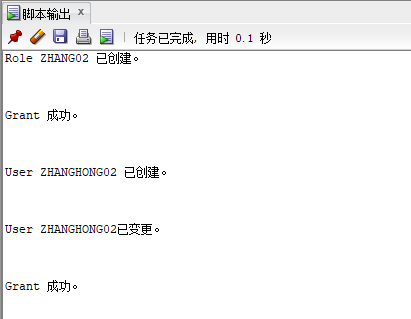 脚本输出 x
任务已完成, 用时 0.1 秒
Role ZHANG02 已创建。
Grant 成功。
User ZHANGHONG02 已创建。
User ZHANGHONG02已变更。
Grant 成功。